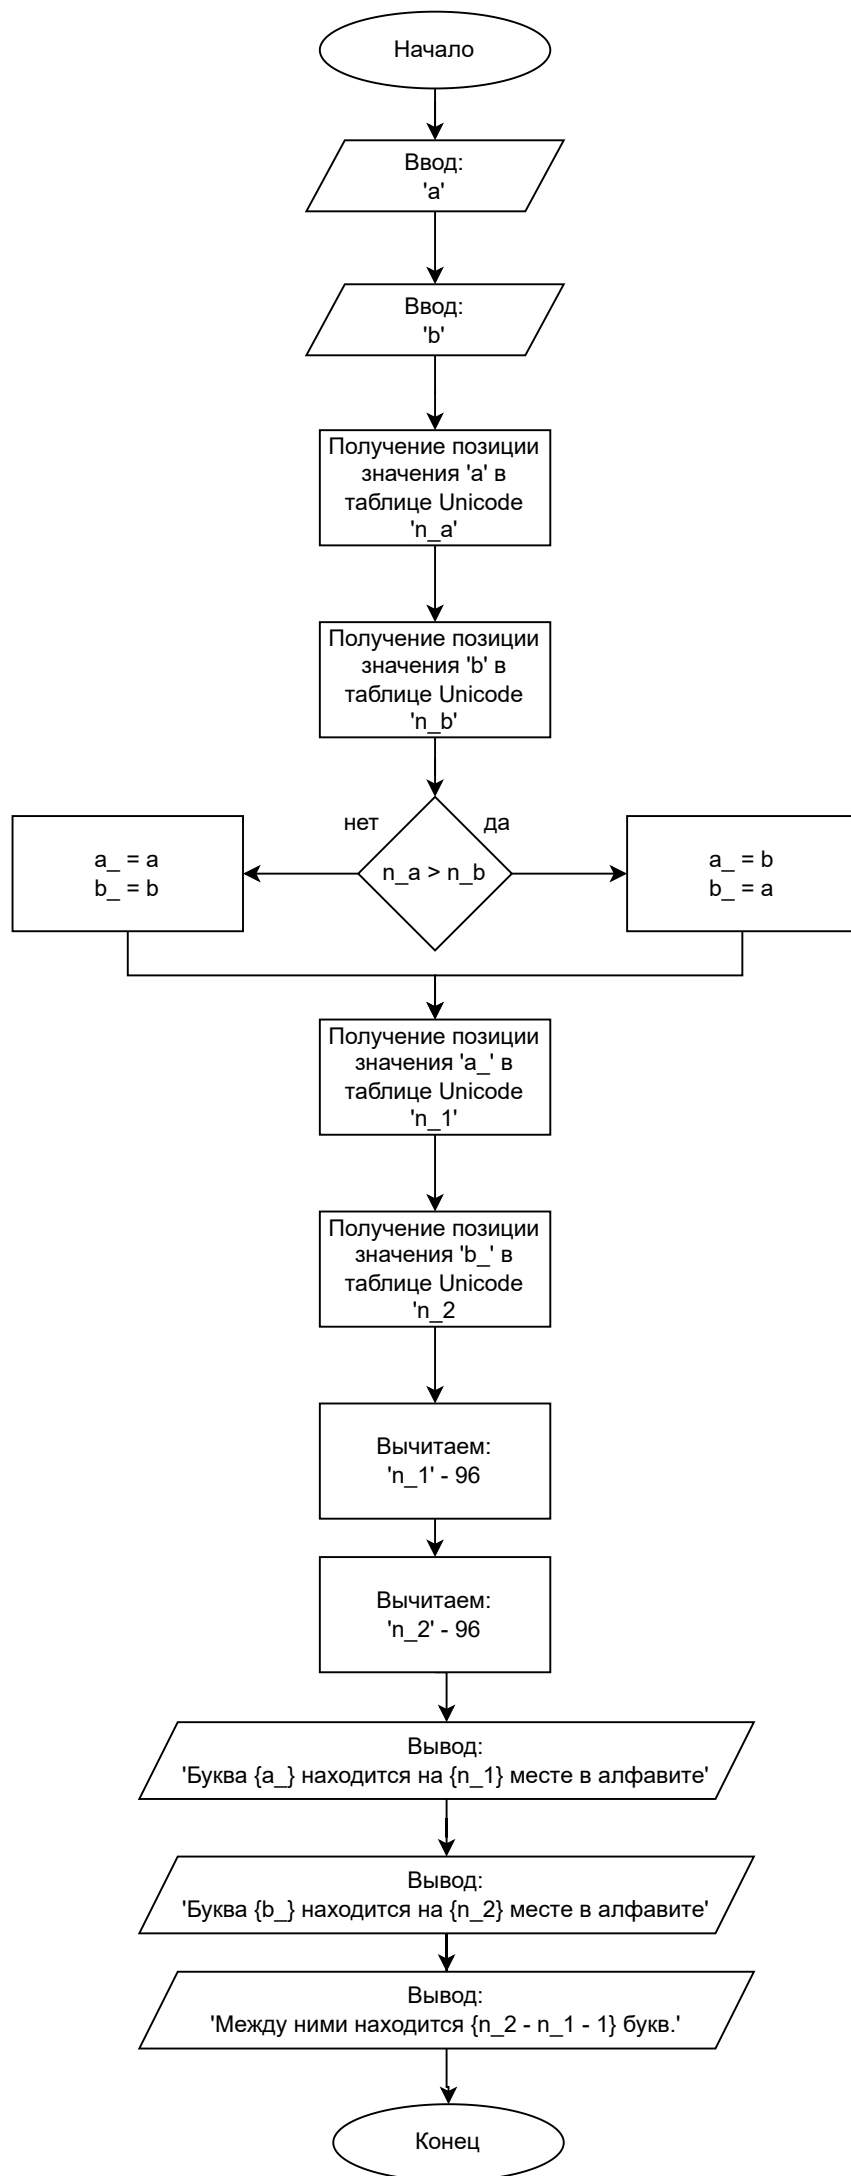 Начало
Ввод:
'a'
Ввод:
'b'
Получение позиции
значения 'a' в
таблице Unicode
'n_a'
Получение позиции
значения 'b' в
таблице Unicode
'n_b'
нет
да
a_ = a
b_ = b
n_a > n_b
a_ = b
b_ = a
Получение позиции
значения 'a_' в
таблице Unicode
'n_1'
Получение позиции
значения 'b_' в
таблице Unicode
'n_2
Вычитаем:
'n_1' - 96
Вычитаем:
'n_2' - 96
Вывод:
'Буква {a_} находится на {n_1} месте в алфавите'
Вывод:
'Буква {b_} находится на {n_2} месте в алфавите'
Вывод:
'Между ними находится {n_2 - n_1 - 1} букв.'
Конец